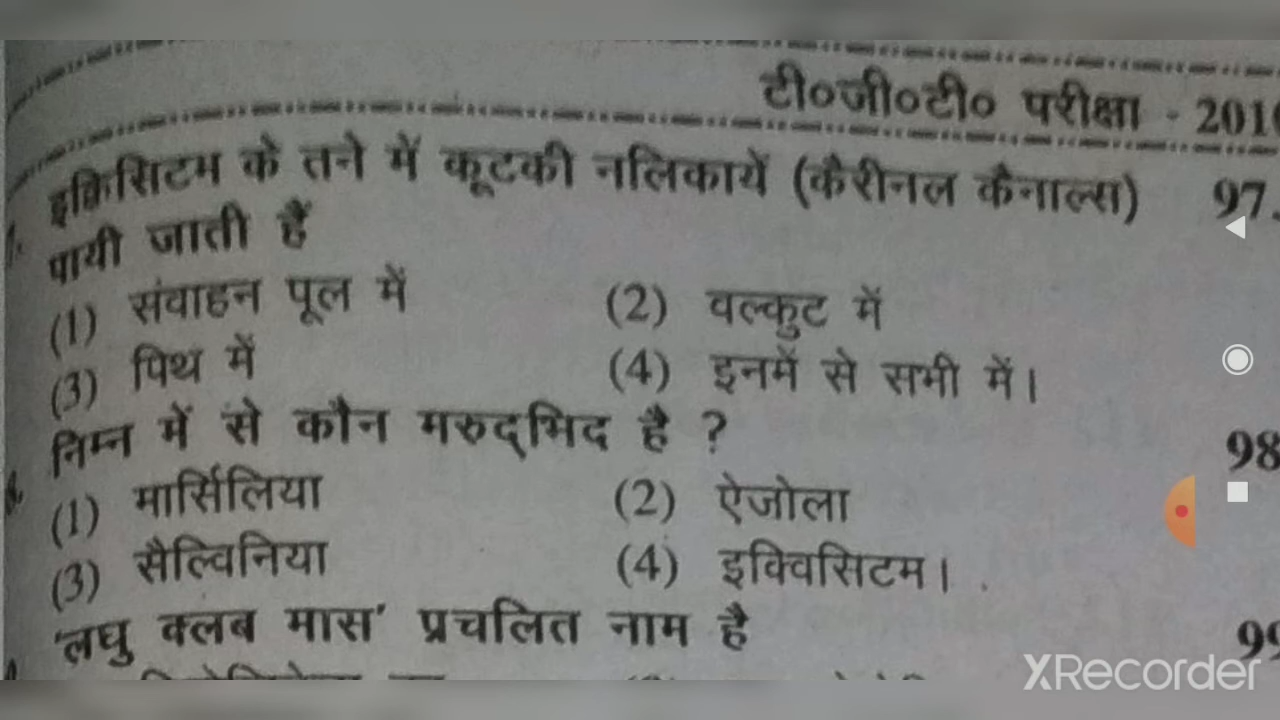 टी०जी०टी० परीक्षा - 201
इक्विसिटम के तने में कूटकी नलिकायें (कैरीनल कैनाल्स) 97.
पायी जाती हैं
(1) संवाहन पूल में (2) वल्कुट में
(3) पिथ में (4) इनमें से सभी में।
निम्न में से कौन मरुद्भिद है ? 98
(1) मार्सिलिया (2) ऐजोला
(3) सैल्विनिया (4) इक्विसिटम।
'लघु क्लब मास' प्रचलित नाम है 99
XRecorder